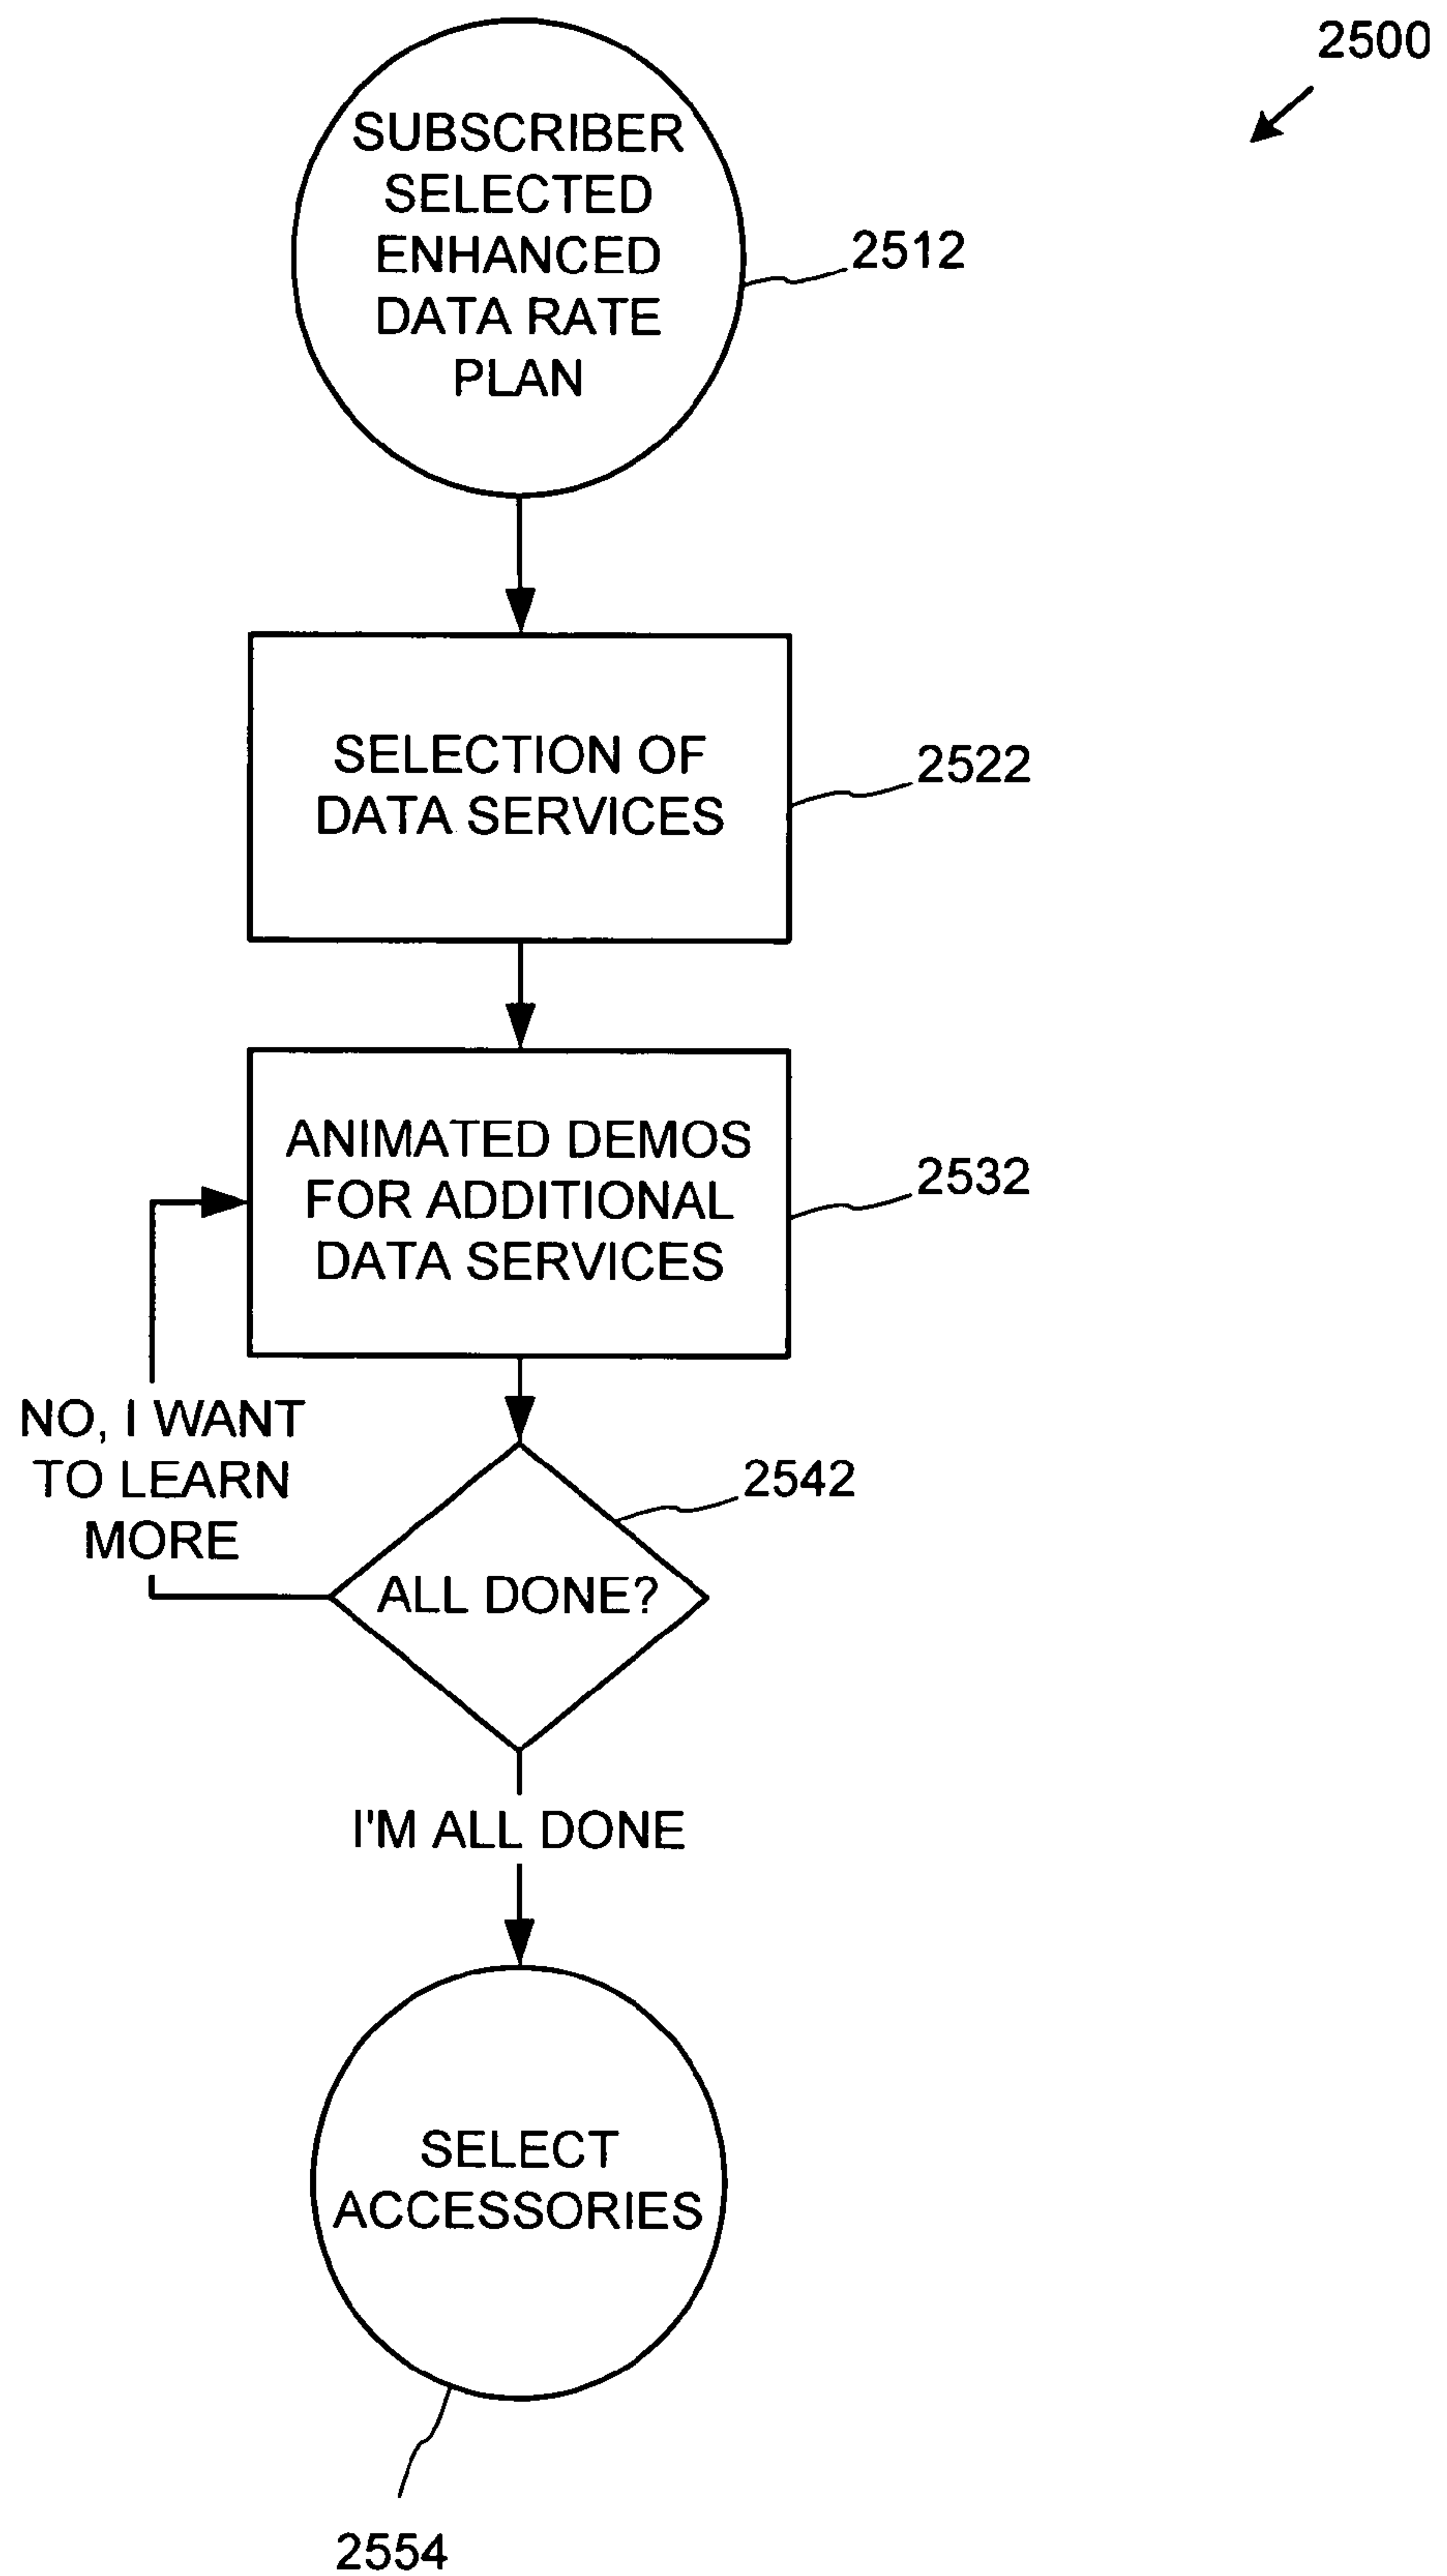 2500
SUBSCRIBER
SELECTED
ENHANCED
DATA RATE
PLAN
2512
SELECTION OF
DATA SERVICES
2522
ANIMATED DEMOS
FOR ADDITIONAL
DATA SERVICES
2532
NO, I WANT
TO LEARN
MORE
2542
ALL DONE?
I'M ALL DONE
SELECT
ACCESSORIES
2554